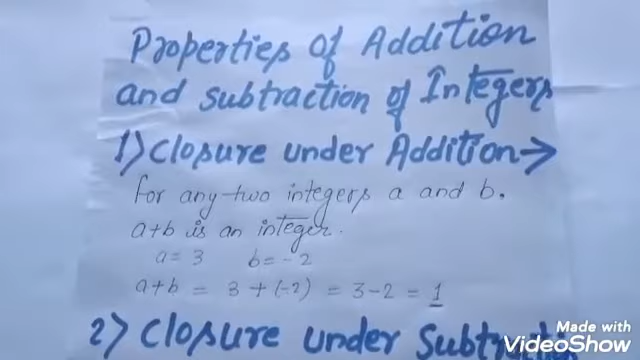 Properties of Addition
and subtraction of Integers
1) Closure under Addition→
for any two integers a and b.
a+b is an integer.
a = 3 b = -2
a+b = 3 + (-2) = 3-2 = 1
2) Closure under
Made with
VideoShow